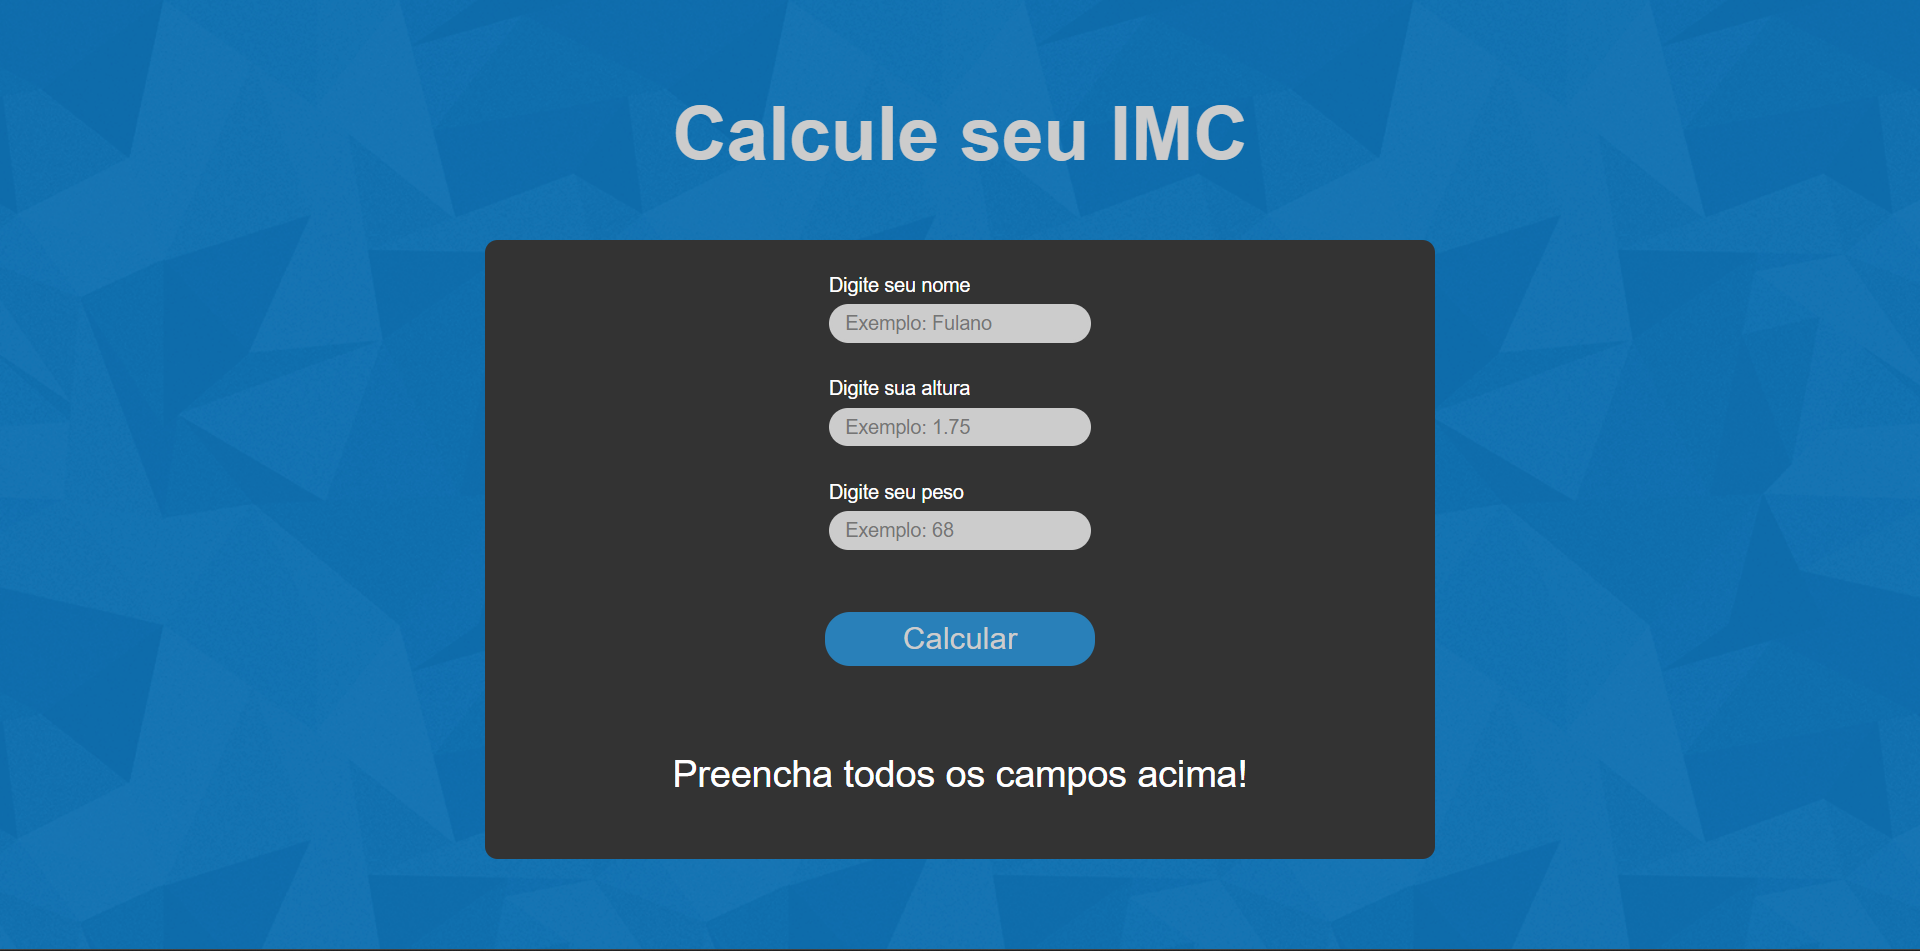 Calcule seu IMC
Digite seu nome
Exemplo: Fulano
Digite sua altura
Exemplo: 1.75
Digite seu peso
Exemplo: 68
Calcular
Preencha todos os campos acima!